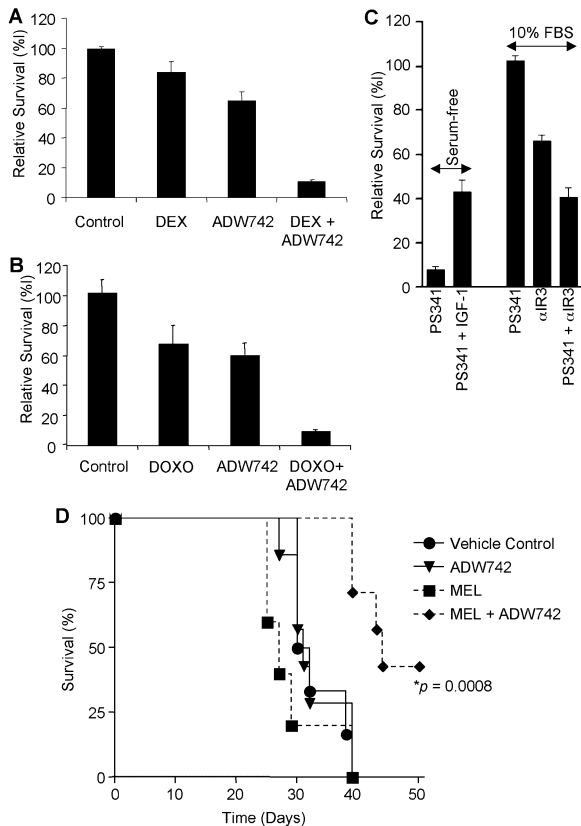 A
Relative Survival (%I)
120
100
80
60
40
20
0
Control
DEX
ADW742
DEX +
ADW742
B
Relative Survival (%I)
120
100
80
60
40
20
0
Control
DOXO
ADW742
DOXO+
ADW742
C
Relative Survival (%I)
120
100
80
60
40
20
0
Serum-free
10% FBS
PS341
PS341 + IGF-1
PS341
αIR3
PS341 + αIR3
D
Survival (%)
100
75
50
25
0
0
10
20
30
40
50
Time (Days)
Vehicle Control
ADW742
MEL
MEL + ADW742
*p = 0.0008